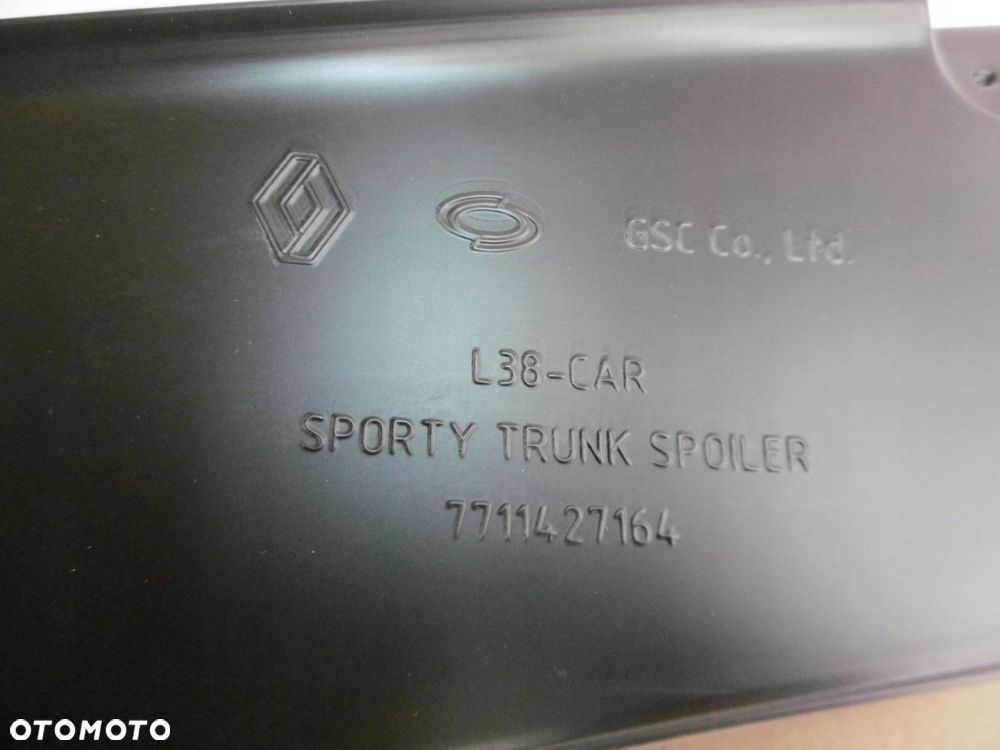 GSC Co., Ltd.
L38-CAR
SPORTY TRUNK SPOILER
7711427164
OTOMOTO